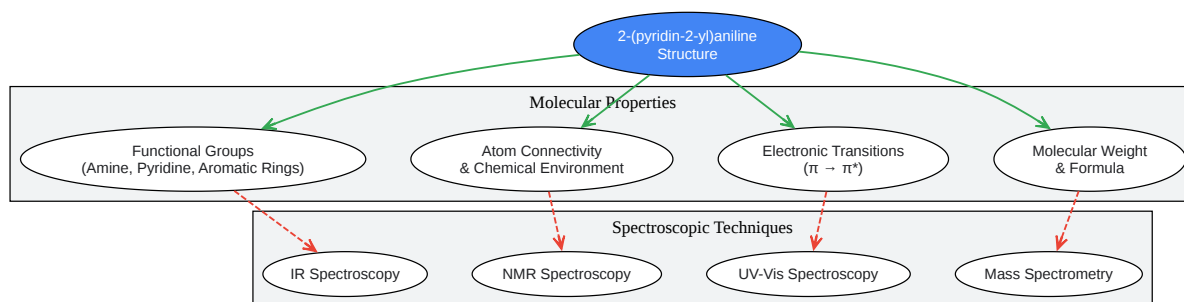 2-(pyridin-2-yl)aniline
Structure
Molecular Properties
Functional Groups
(Amine, Pyridine, Aromatic Rings)
Atom Connectivity
& Chemical Environment
Electronic Transitions
(π → π*)
Molecular Weight
& Formula
Spectroscopic Techniques
IR Spectroscopy
NMR Spectroscopy
UV-Vis Spectroscopy
Mass Spectrometry